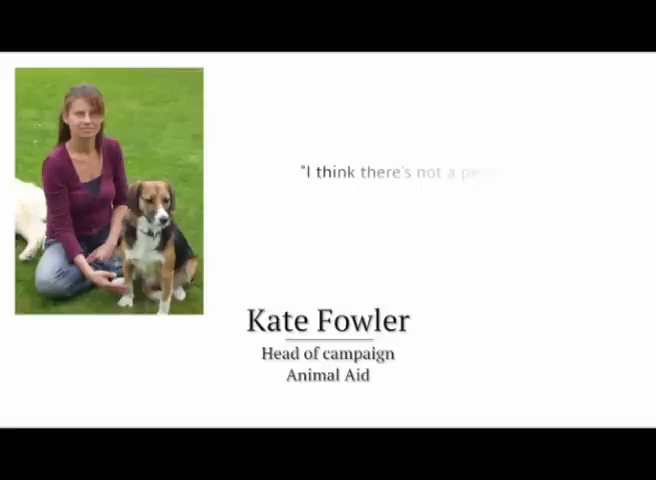 "I think there's not a
Kate Fowler
Head of campaign
Animal Aid